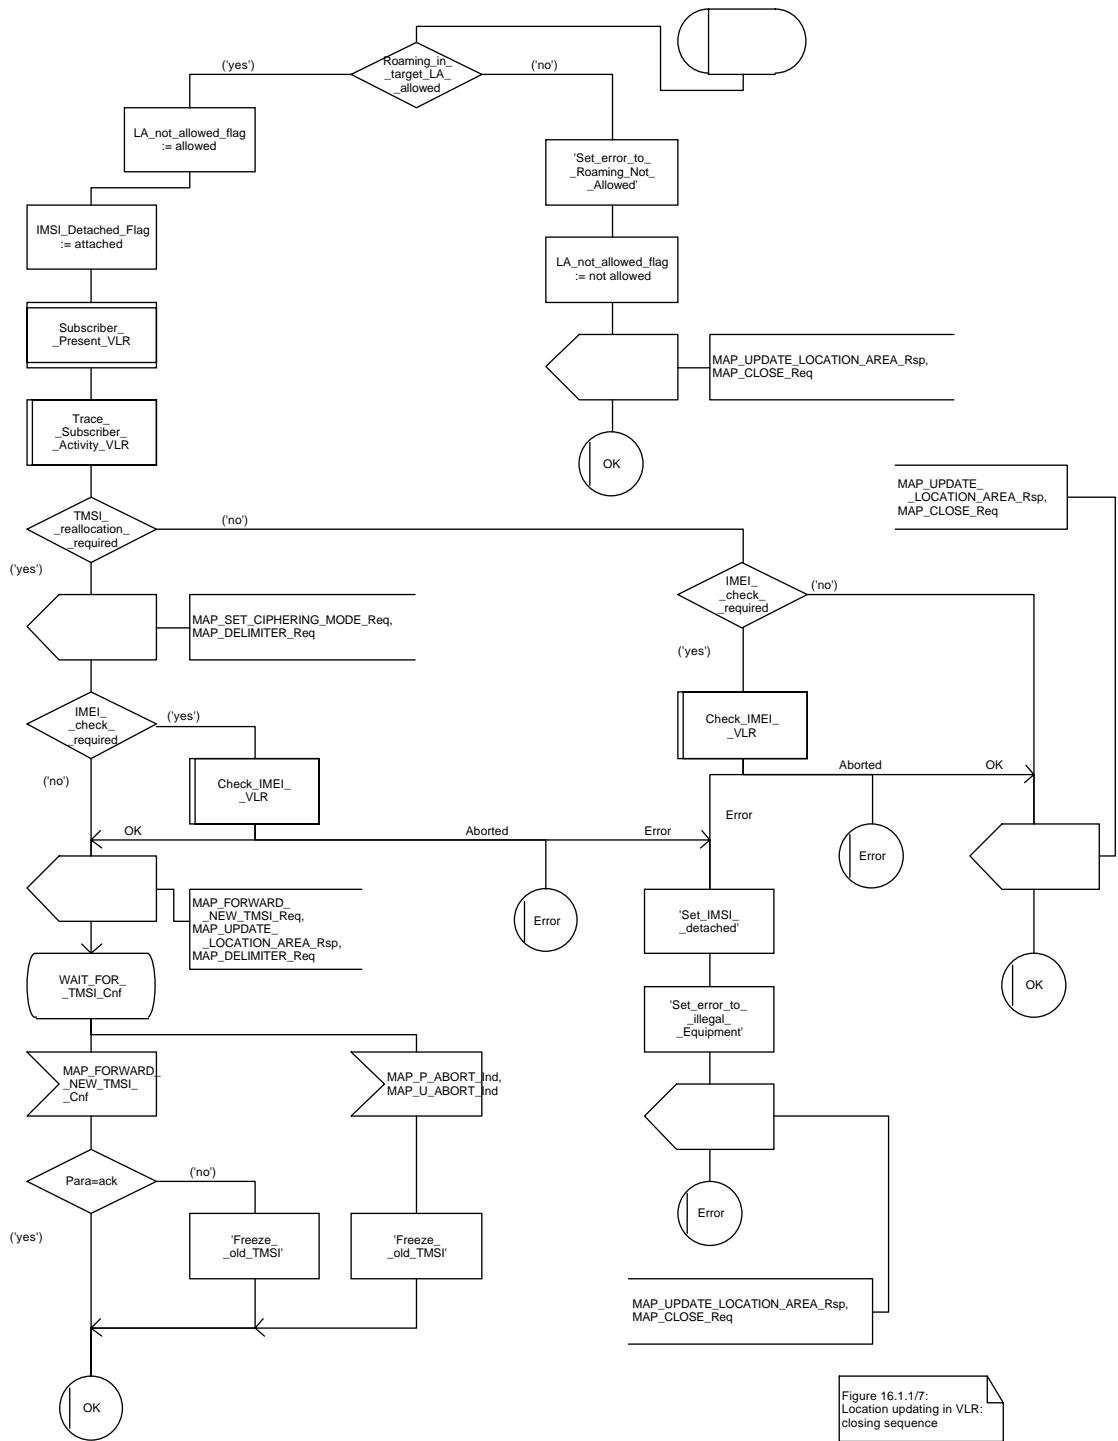 Roaming_in_
_target_LA_
_allowed
('yes')
('no')
LA_not_allowed_flag
:= allowed
'Set_error_to_
_Roaming_Not_
_Allowed'
IMSI_Detached_Flag
:= attached
LA_not_allowed_flag
:= not allowed
Subscriber_
_Present_VLR
MAP_UPDATE_LOCATION_AREA_Rsp,
MAP_CLOSE_Req
Trace_
_Subscriber_
_Activity_VLR
OK
MAP_UPDATE_
_LOCATION_AREA_Rsp,
MAP_CLOSE_Req
TMSI_
_reallocation_
_required
('no')
('yes')
IMEI_
_check_
_required
('no')
('yes')
MAP_SET_CIPHERING_MODE_Req,
MAP_DELIMITER_Req
IMEI_
_check_
_required
('yes')
('no')
Check_IMEI_
_VLR
Check_IMEI_
_VLR
Aborted
OK
Error
OK
Aborted
Error
Error
MAP_FORWARD_
_NEW_TMSI_Req,
MAP_UPDATE_
_LOCATION_AREA_Rsp,
MAP_DELIMITER_Req
Error
'Set_IMSI_
_detached'
WAIT_FOR_
_TMSI_Cnf
OK
'Set_error_to_
_illegal_
_Equipment'
MAP_FORWARD_
_NEW_TMSI_
_Cnf
MAP_P_ABORT_Ind,
MAP_U_ABORT_Ind
Para=ack
('no')
('yes')
Error
'Freeze_
_old_TMSI'
'Freeze_
_old_TMSI'
MAP_UPDATE_LOCATION_AREA_Rsp,
MAP_CLOSE_Req
OK
Figure 16.1.1/7:
Location updating in VLR:
closing sequence